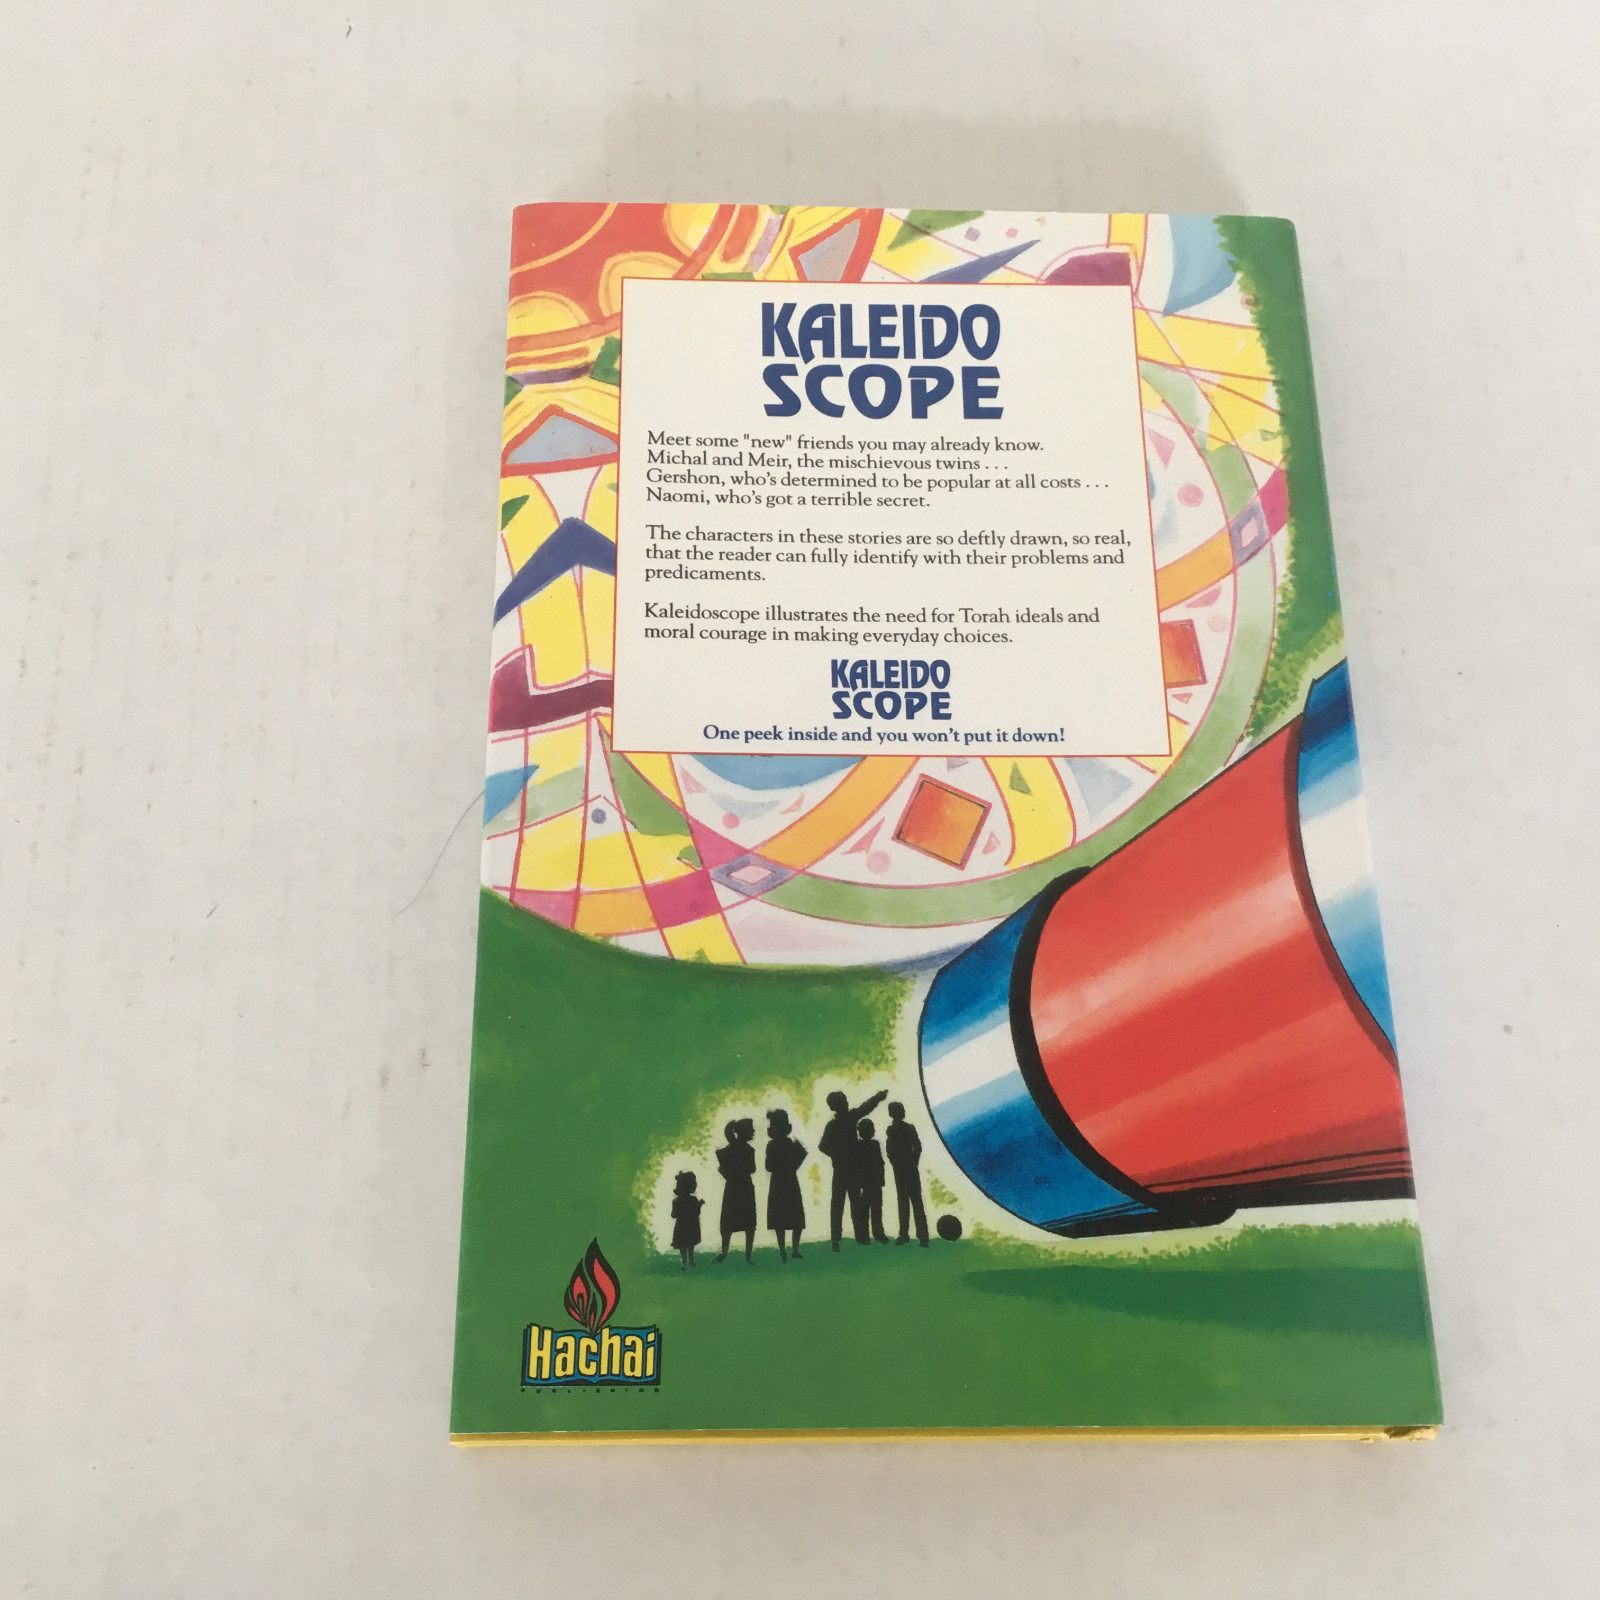 KALEIDO
SCOPE
Meet some "new" friends you may already know.
Michal and Meir, the mischievous twins . . .
Gershon, who's determined to be popular at all costs . . .
Naomi, who's got a terrible secret.
The characters in these stories are so deftly drawn, so real,
that the reader can fully identify with their problems and
predicaments.
Kaleidoscope illustrates the need for Torah ideals and
moral courage in making everyday choices.
KALEIDO
SCOPE
One peek inside and you won't put it down!
Hachai
PUBLISHING